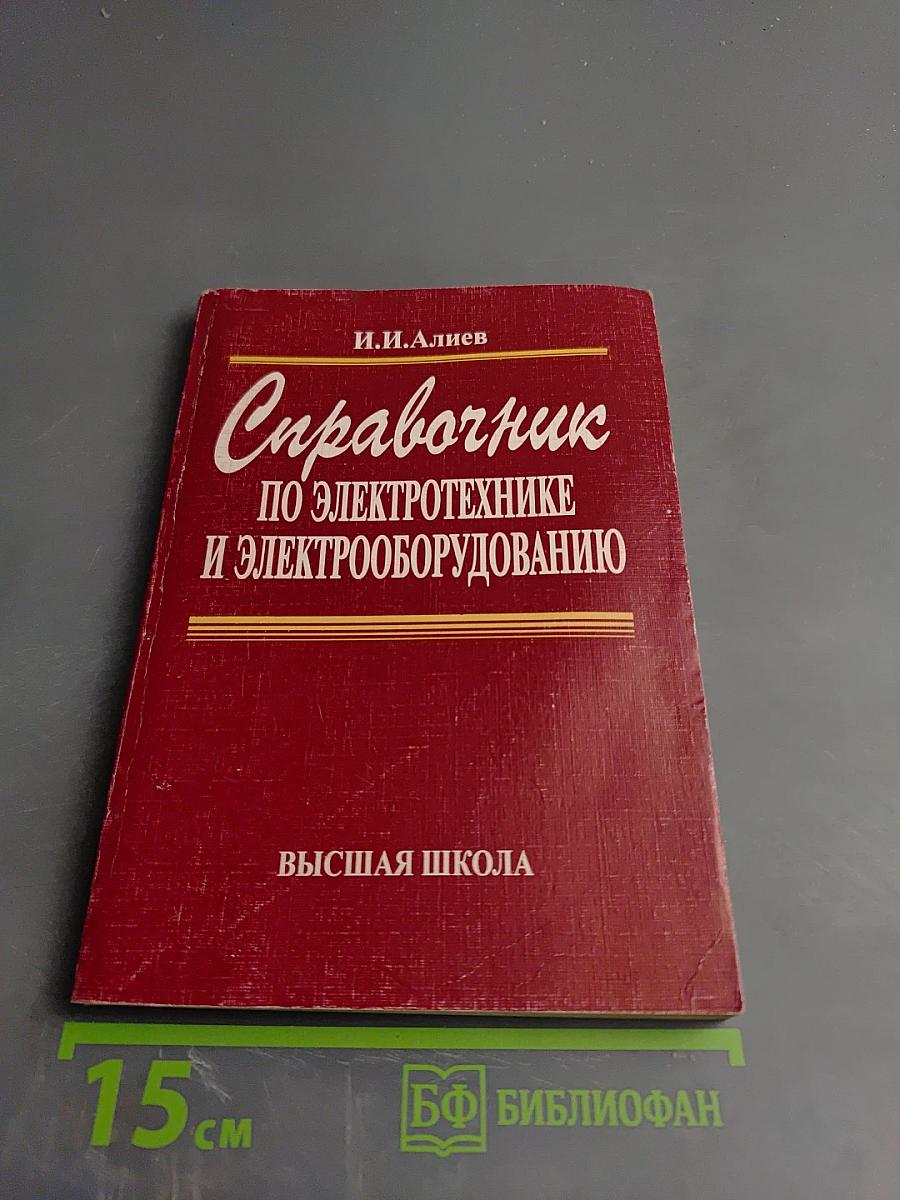 И.И.Алиев
Справочник
ПО ЭЛЕКТРОТЕХНИКЕ
И ЭЛЕКТРООБОРУДОВАНИЮ
ВЫСШАЯ ШКОЛА
15 см
БФ БИБЛИОФАН